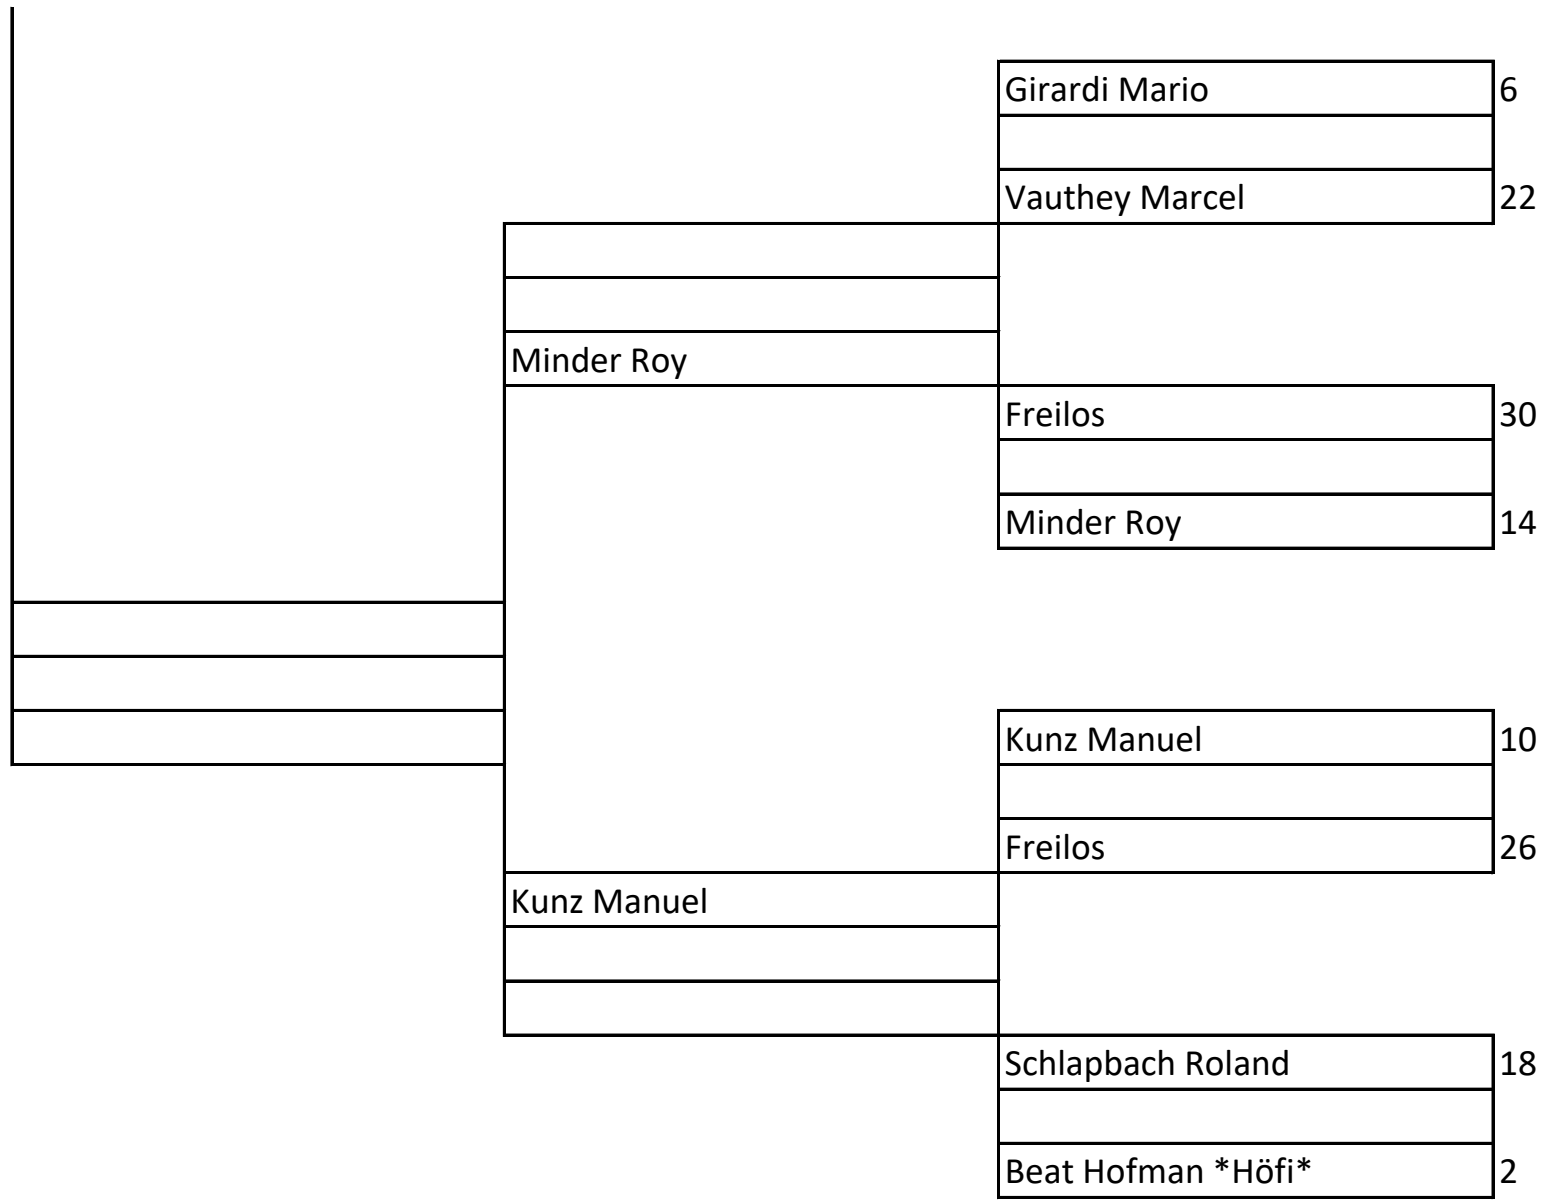 Girardi Mario 6
Vauthey Marcel 22
Minder Roy
Freilos 30
Minder Roy 14
Kunz Manuel 10
Freilos 26
Kunz Manuel
Schlapbach Roland 18
Beat Hofman *Höfi* 2